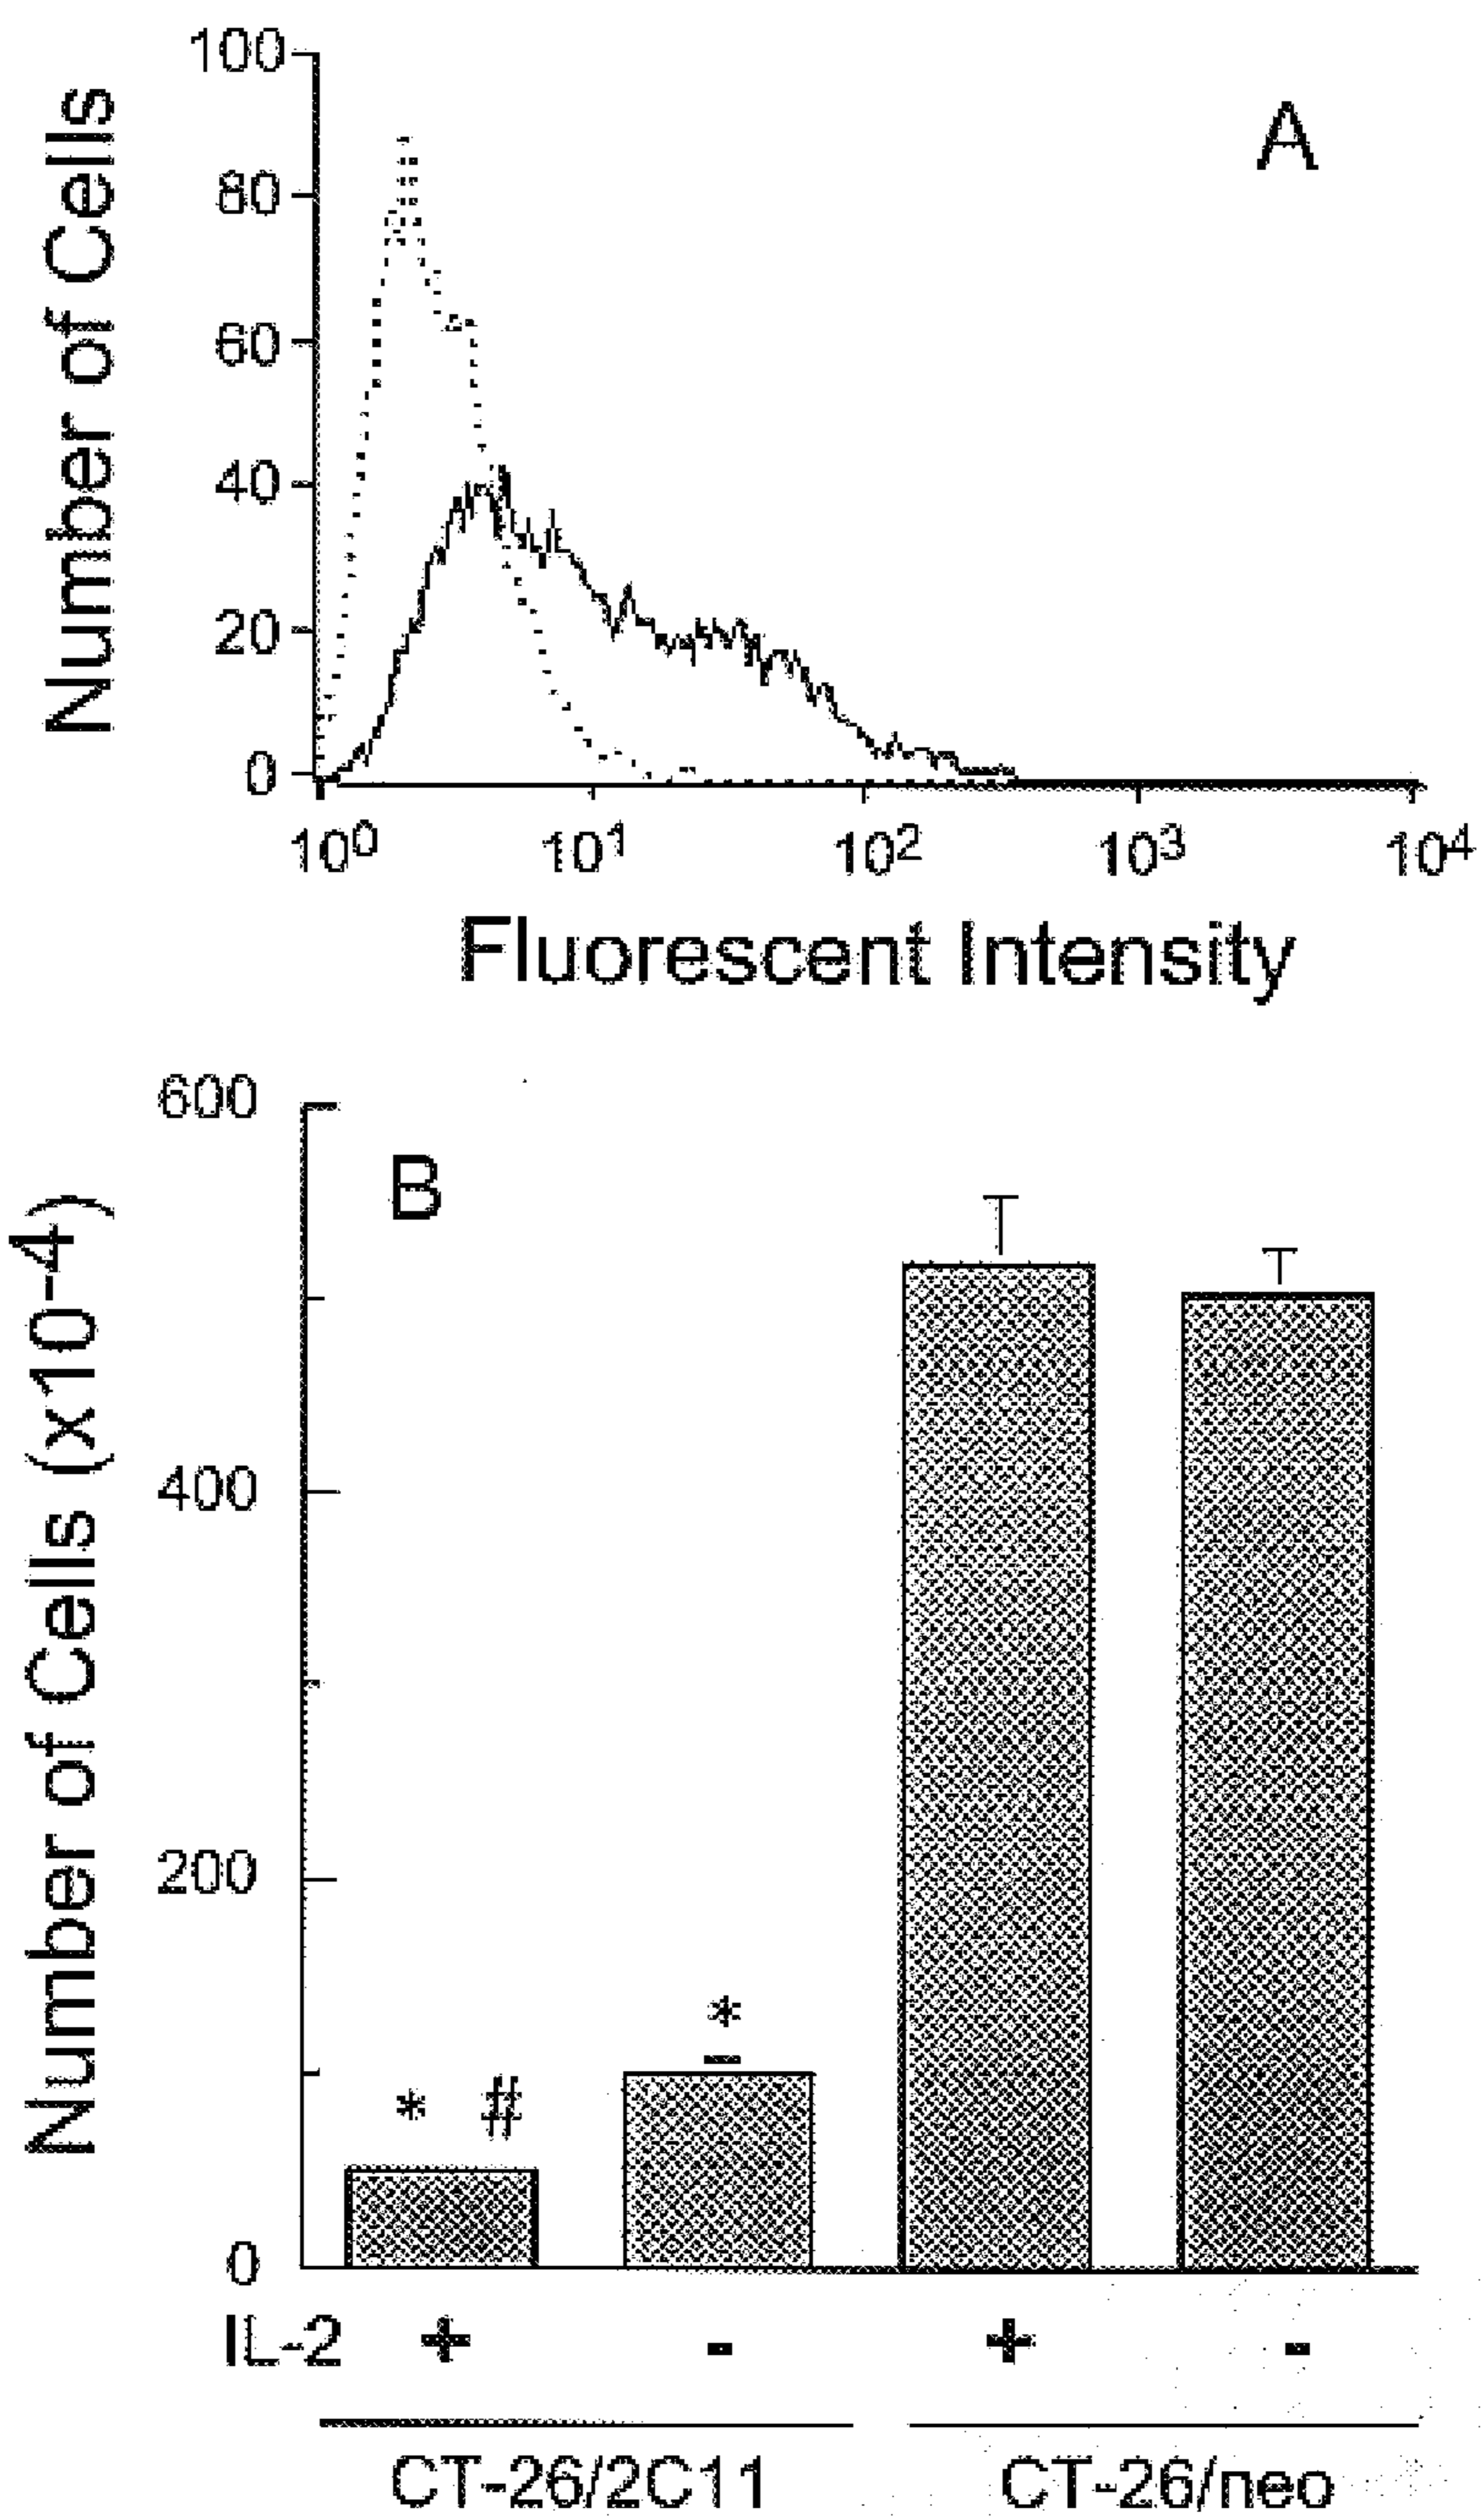 A
Number of Cells
100
80
60
40
20
0
10⁰ 10¹ 10² 10³ 10⁴
Fluorescent Intensity
B
Number of Cells (x10⁻⁴)
600
400
200
0
* #
*
IL-2 + - + -
CT-26/2C11 CT-26/neo